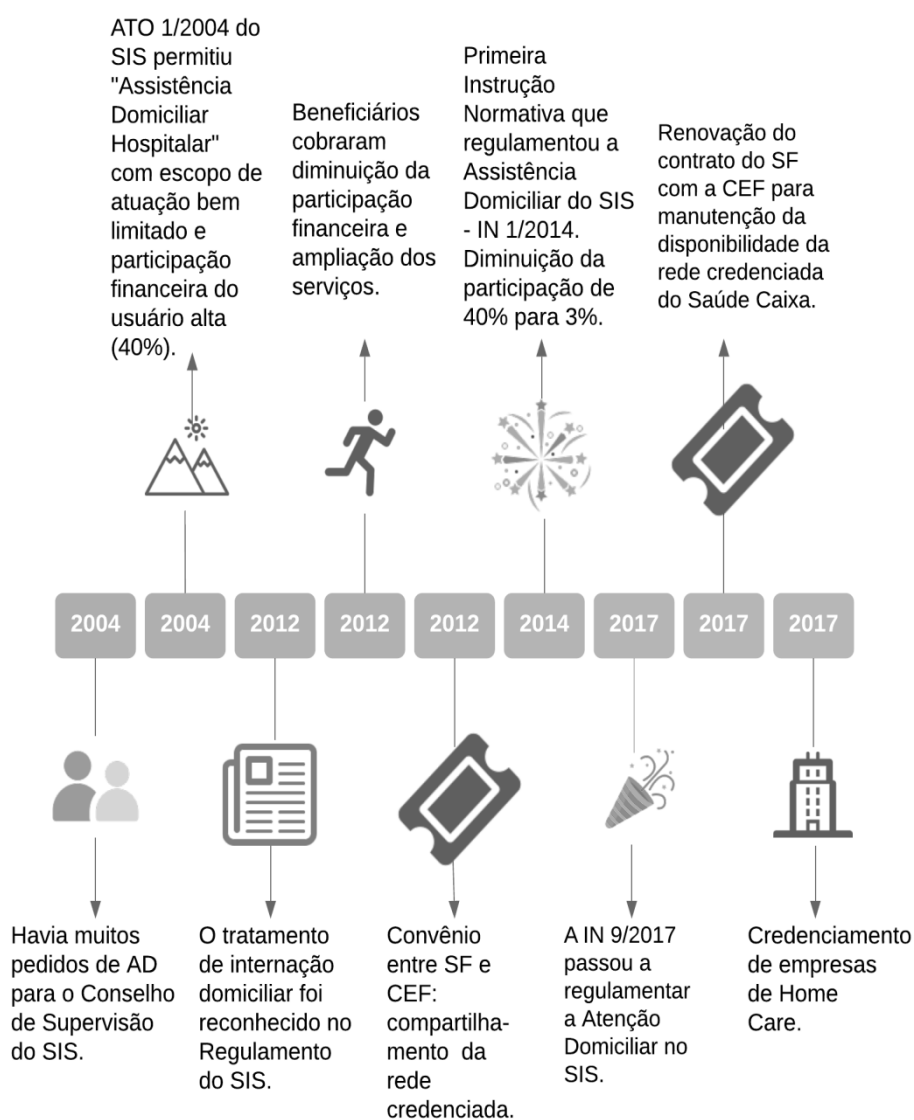 ATO 1/2004 do
SIS permitiu
"Assistência
Domiciliar
Hospitalar"
com escopo de
atuação bem
limitado e
participação
financeira do
usuário alta
(40%).
Beneficiários
cobraram
diminuição da
participação
financeira e
ampliação dos
serviços.
Primeira
Instrução
Normativa que
regulamentou a
Assistência
Domiciliar do SIS
- IN 1/2014.
Diminuição da
participação de
40% para 3%.
Renovação do
contrato do SF
com a CEF para
manutenção da
disponibilidade da
rede credenciada
do Saúde Caixa.
2004
2004
2012
2012
2012
2014
2017
2017
2017
Havia muitos
pedidos de AD
para o Conselho
de Supervisão
do SIS.
O tratamento
de internação
domiciliar foi
reconhecido no
Regulamento
do SIS.
Convênio
entre SF e
CEF:
compartilha-
mento da
rede
credenciada.
A IN 9/2017
passou a
regulamentar
a Atenção
Domiciliar no
SIS.
Credenciamento
de empresas
de Home
Care.